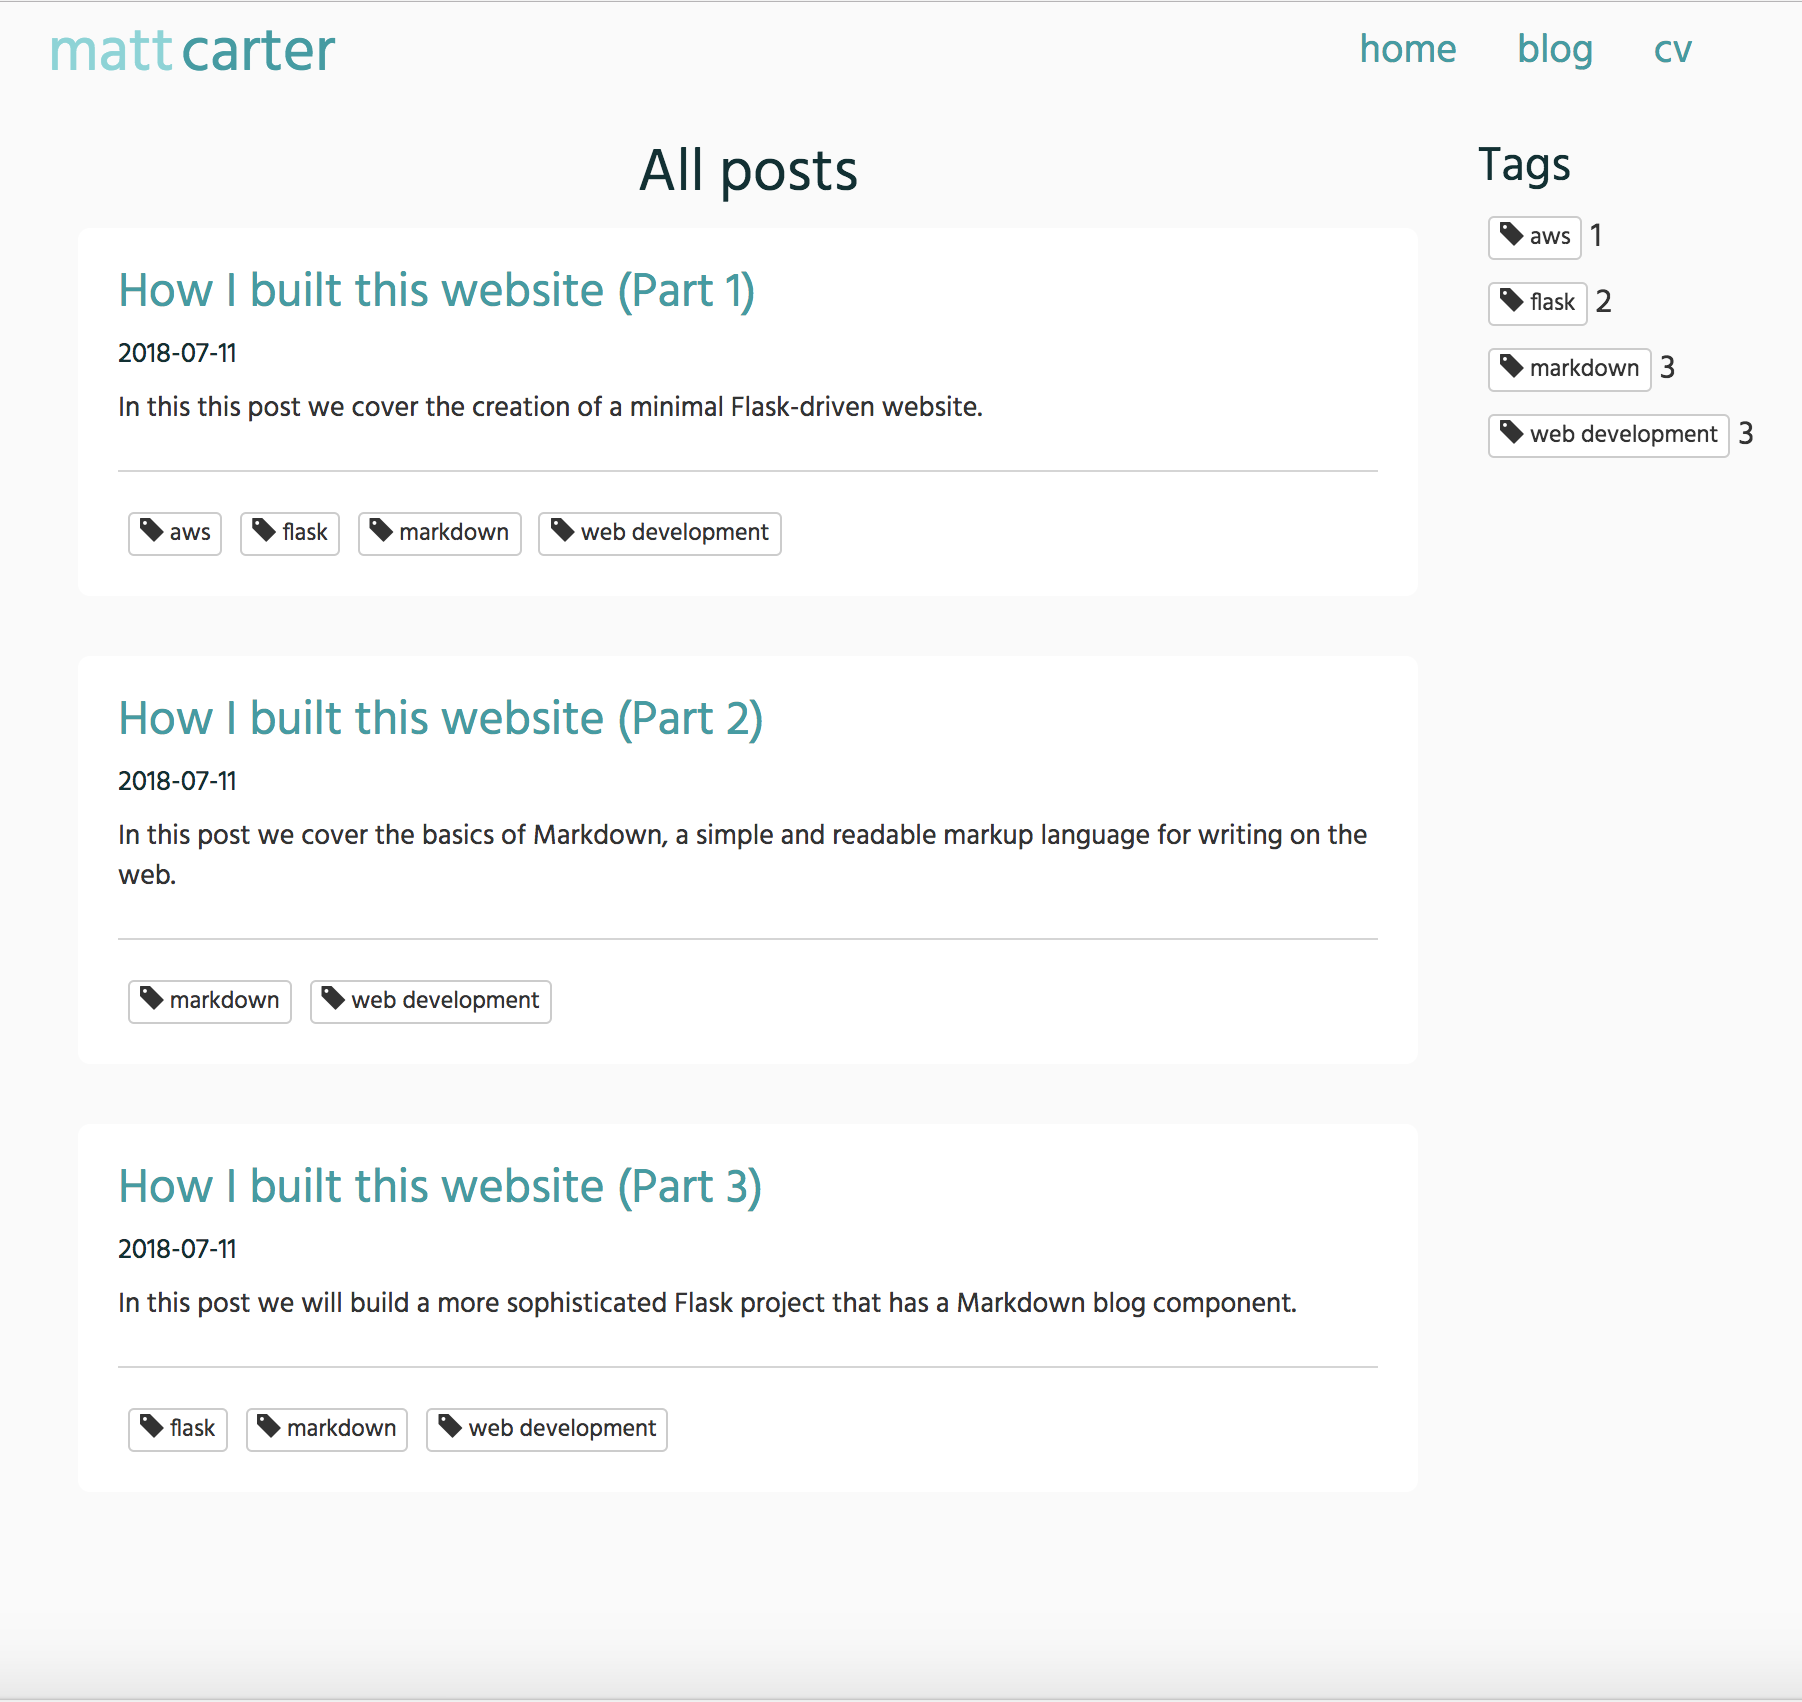 matt carter
home blog cv
All posts
How I built this website (Part 1)
2018-07-11
In this this post we cover the creation of a minimal Flask-driven website.
aws flask markdown web development
How I built this website (Part 2)
2018-07-11
In this post we cover the basics of Markdown, a simple and readable markup language for writing on the
web.
markdown web development
How I built this website (Part 3)
2018-07-11
In this post we will build a more sophisticated Flask project that has a Markdown blog component.
flask markdown web development
Tags
aws 1
flask 2
markdown 3
web development 3